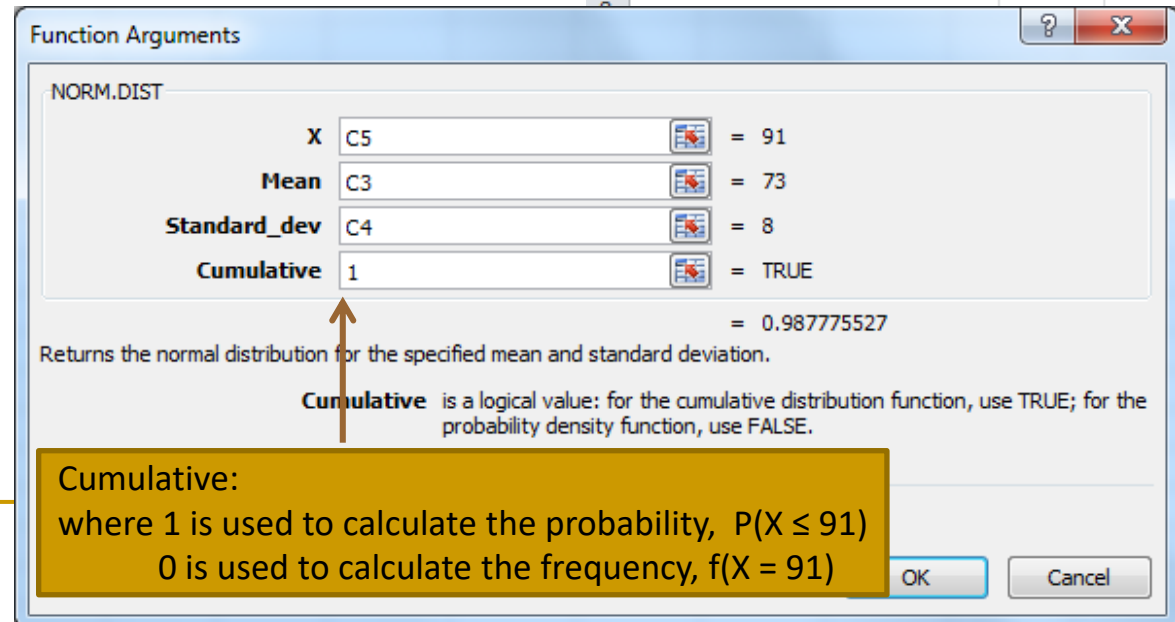 Function Arguments
NORM.DIST
X C5 = 91
Mean C3 = 73
Standard_dev C4 = 8
Cumulative 1 = TRUE
= 0.987775527
Returns the normal distribution for the specified mean and standard deviation.
Cumulative is a logical value: for the cumulative distribution function, use TRUE; for the
probability density function, use FALSE.
Cumulative:
where 1 is used to calculate the probability, P(X ≤ 91)
0 is used to calculate the frequency, f(X = 91)
OK Cancel